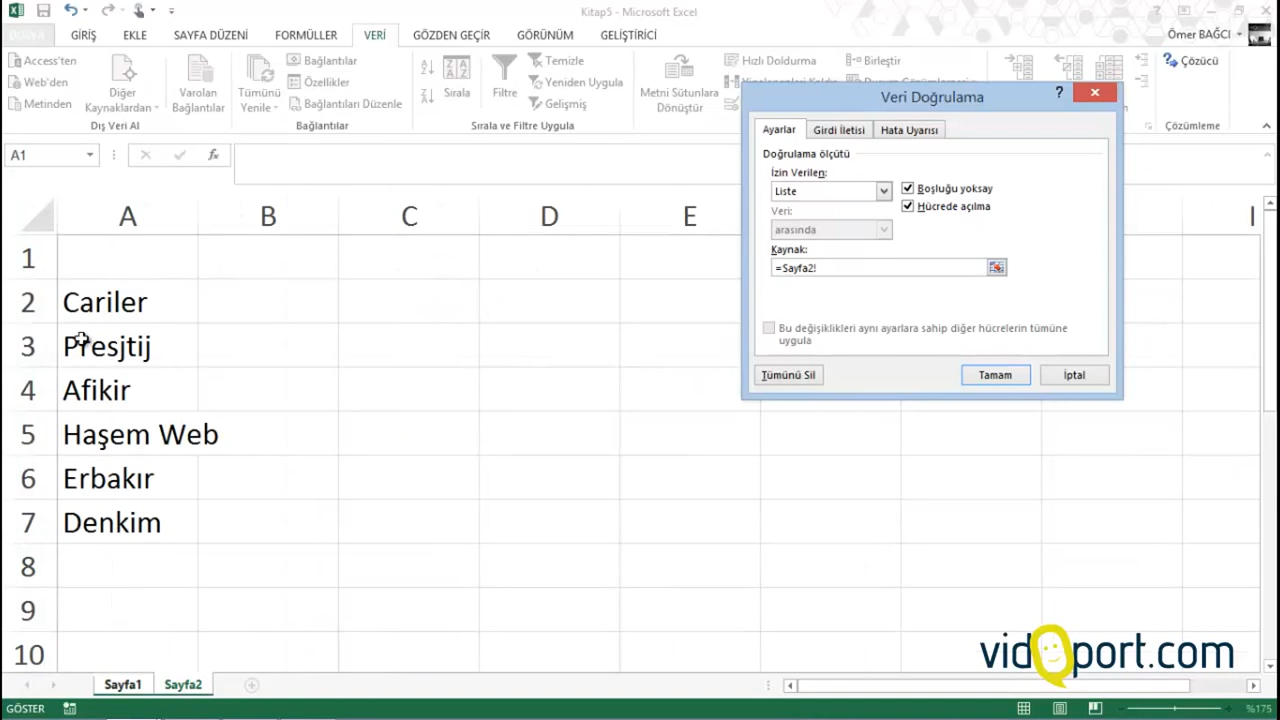 Kitap5 - Microsoft Excel
DOSYA GİRİŞ EKLE SAYFA DÜZENİ FORMÜLLER VERİ GÖZDEN GEÇİR GÖRÜNÜM GELİŞTİRİCİ Ömer BAĞCI
Access'ten
Web'den
Metinden
Diğer
Kaynaklardan
Dış Veri Al
Varolan
Bağlantılar
Tümünü
Yenile
Bağlantılar
Özellikler
Bağlantıları Düzenle
Bağlantılar
Sırala
Filtre
Temizle
Yeniden Uygula
Gelişmiş
Sırala ve Filtre Uygula
Metni Sütunlara
Dönüştür
Hızlı Doldurma
Birleştir
Çözücü
Çözümleme
A1
fx
Veri Doğrulama
?
Ayarlar Girdi İletisi Hata Uyarısı
Doğrulama ölçütü
İzin Verilen:
Liste
Boşluğu yoksay
Hücrede açılma
Veri:
arasında
Kaynak:
=Sayfa2!
Bu değişiklikleri aynı ayarlara sahip diğer hücrelerin tümüne
uygula
Tümünü Sil Tamam İptal
A B C D E I
1
2 Cariler
3 Presjtij
4 Afikir
5 Haşem Web
6 Erbakır
7 Denkim
8
9
10
vidoport.com
Sayfa1 Sayfa2
GÖSTER %175